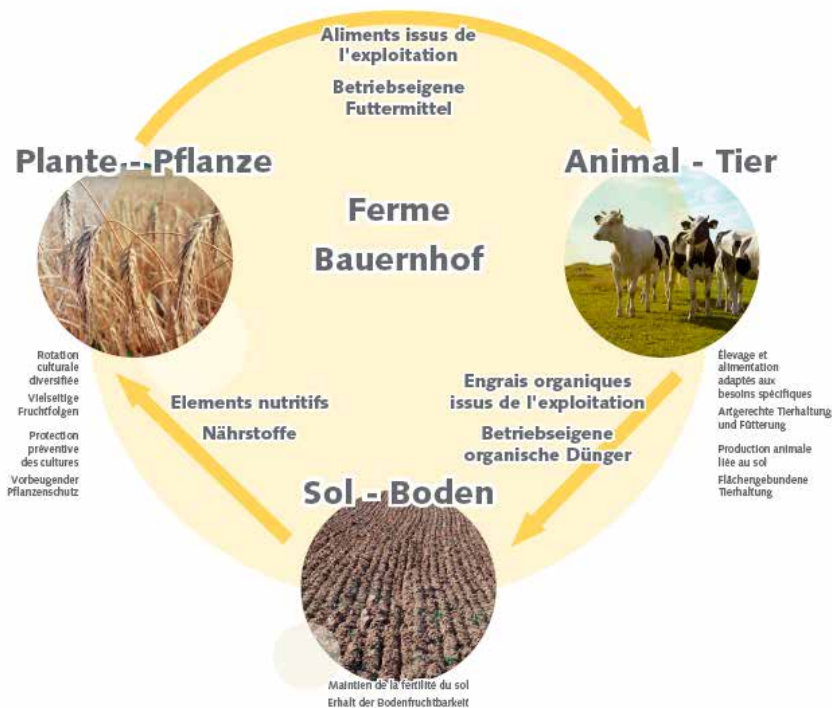 Aliments issus de
l'exploitation
Betriebseigene
Futtermittel
Plante - Pflanze
Animal - Tier
Ferme
Bauernhof
Rotation
culturale
diversifiée
Vielseitige
Fruchtfolgen
Protection
préventive
des cultures
Vorbeugender
Pflanzenschutz
Elements nutritifs
Nährstoffe
Engrais organiques
issus de l'exploitation
Betriebseigene
organische Dünger
Élevage et
alimentation
adaptés aux
besoins spécifiques
Artgerechte Tierhaltung
und Fütterung
Production animale
liée au sol
Flächengebundene
Tierhaltung
Sol - Boden
Maintien de la fertilité du sol
Erhalt der Bodenfruchtbarkeit